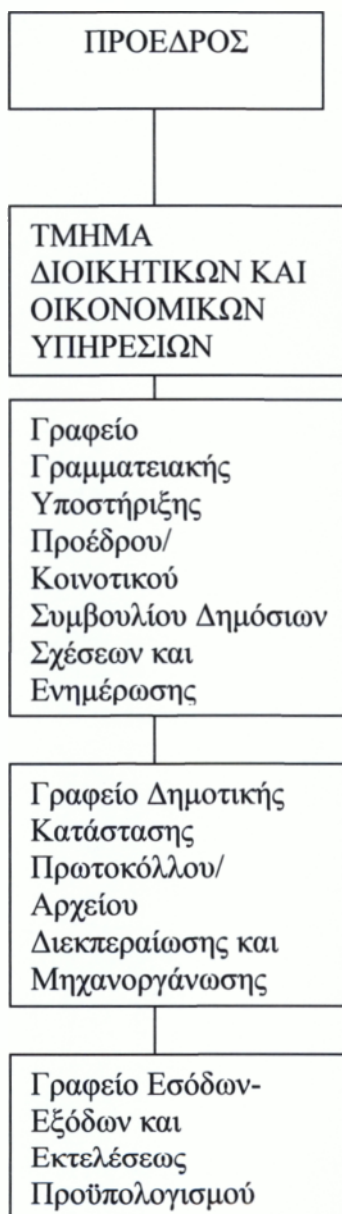 ΠΡΟΕΔΡΟΣ
ΤΜΗΜΑ
ΔΙΟΙΚΗΤΙΚΩΝ ΚΑΙ
ΟΙΚΟΝΟΜΙΚΩΝ
ΥΠΗΡΕΣΙΩΝ
Γραφείο
Γραμματειακής
Υποστήριξης
Προέδρου/
Κοινοτικού
Συμβουλίου Δημόσιων
Σχέσεων και
Ενημέρωσης
Γραφείο Δημοτικής
Κατάστασης
Πρωτοκόλλου/
Αρχείου
Διεκπεραίωσης και
Μηχανοργάνωσης
Γραφείο Εσόδων-
Εξόδων και
Εκτελέσεως
Προϋπολογισμού